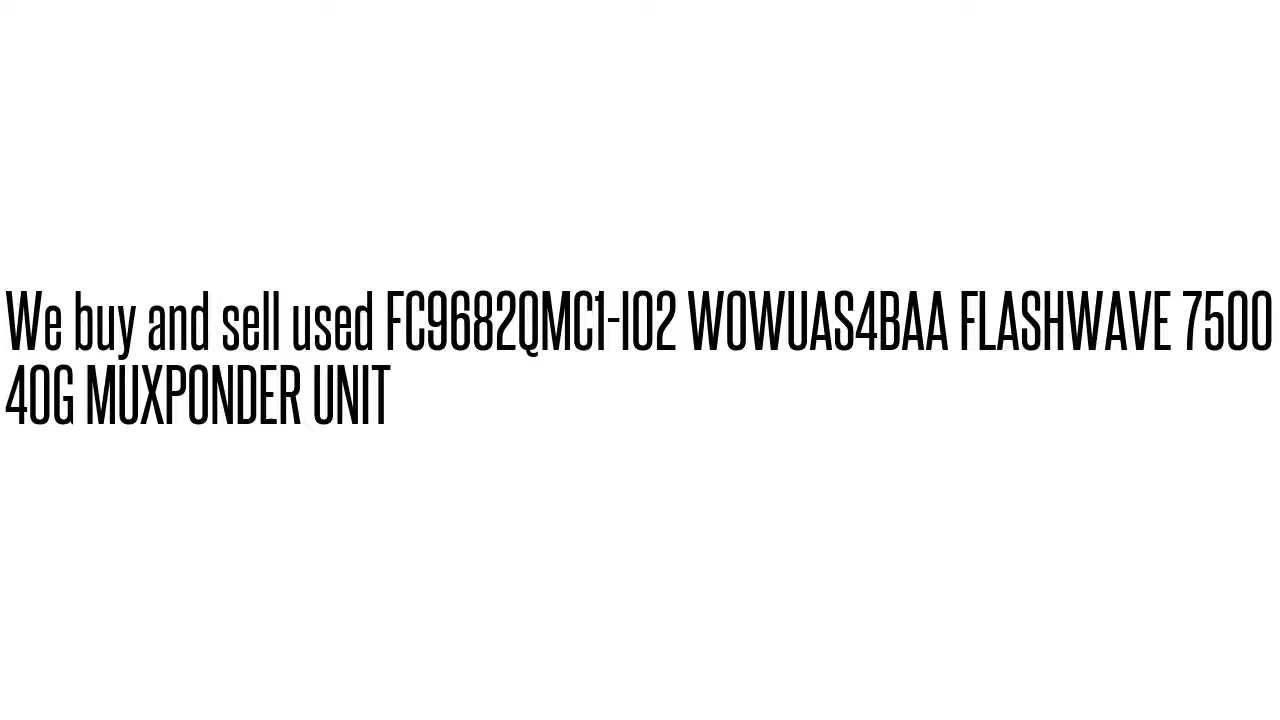 We buy and sell used FC9682QMC1-I02 WOWUAS4BAA FLASHWAVE 7500
40G MUXPONDER UNIT